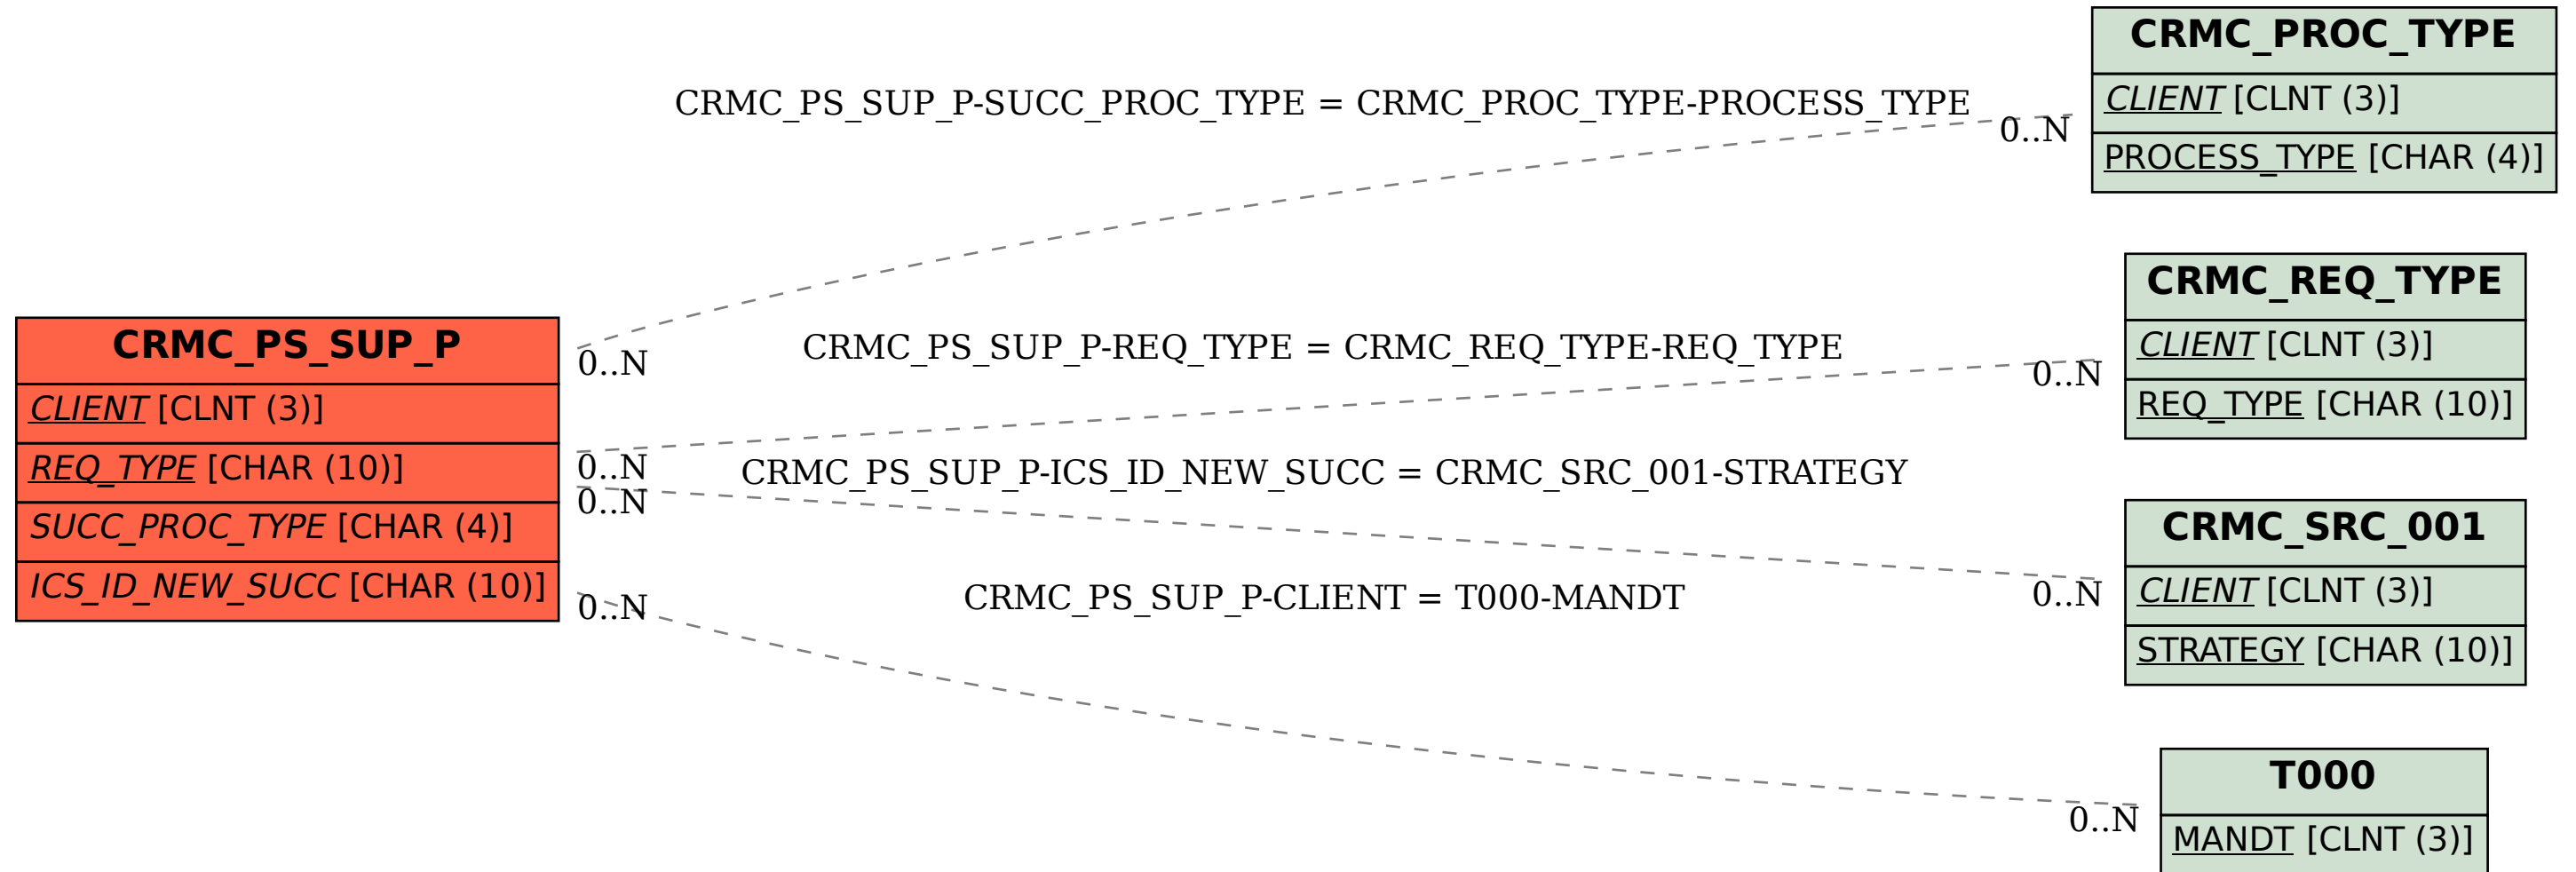 CRMC_PROC_TYPE
CLIENT [CLNT (3)]
PROCESS_TYPE [CHAR (4)]
CRMC_PS_SUP_P-SUCC_PROC_TYPE = CRMC_PROC_TYPE-PROCESS_TYPE
0..N
0..N
CRMC_REQ_TYPE
CLIENT [CLNT (3)]
REQ_TYPE [CHAR (10)]
CRMC_PS_SUP_P
CLIENT [CLNT (3)]
REQ_TYPE [CHAR (10)]
SUCC_PROC_TYPE [CHAR (4)]
ICS_ID_NEW_SUCC [CHAR (10)]
CRMC_PS_SUP_P-REQ_TYPE = CRMC_REQ_TYPE-REQ_TYPE
0..N
0..N
CRMC_PS_SUP_P-ICS_ID_NEW_SUCC = CRMC_SRC_001-STRATEGY
0..N
0..N
CRMC_SRC_001
CLIENT [CLNT (3)]
STRATEGY [CHAR (10)]
CRMC_PS_SUP_P-CLIENT = T000-MANDT
0..N
0..N
T000
MANDT [CLNT (3)]